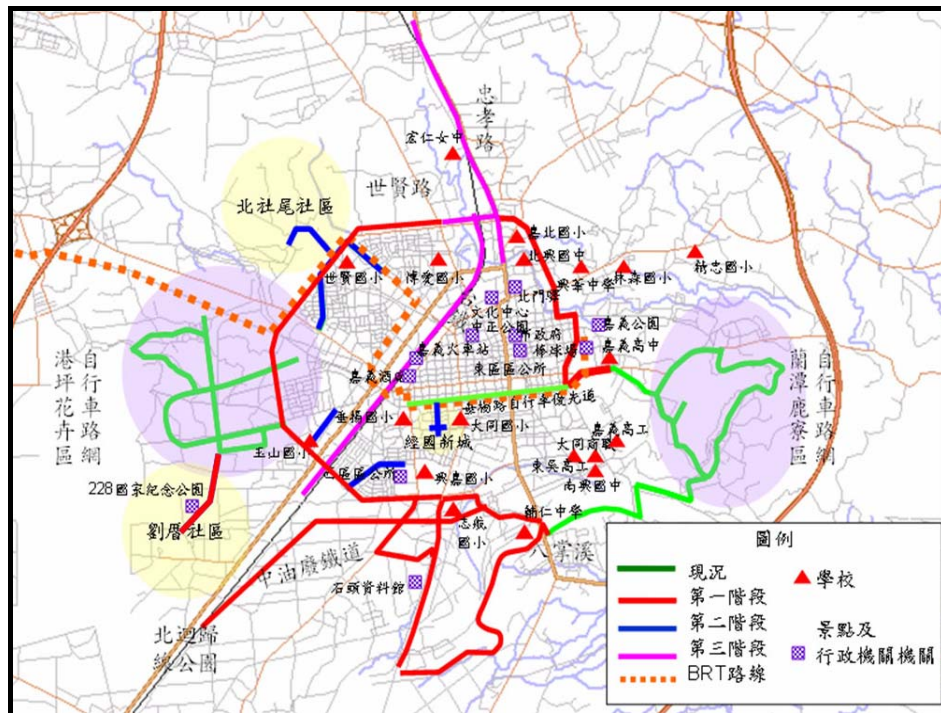 忠孝路
宏仁女中
世賢路
北社尾社區
嘉北國小
北興國中
精忠國小
世賢國小
博愛國小
興華中學
林森國小
文化中心
中正公園
市政府
嘉義公園
棒球場
嘉義火車站
嘉義高中
東區區公所
嘉義酒廠
港坪花卉區
自行車路網
蘭潭鹿寮區
自行車路網
垂楊路自行車優先道
垂楊國小
大同國小
經國新城
嘉義高工
大同商職
玉山國小
西區區公所
興嘉國小
東吳高工
南興國中
228國家紀念公園
劉厝社區
志航
國小
輔仁中學
八掌溪
中油廢鐵道
石頭資料館
北迴歸
線公園
圖例
現況
第一階段
第二階段
第三階段
BRT路線
學校
景點及
行政機關機關